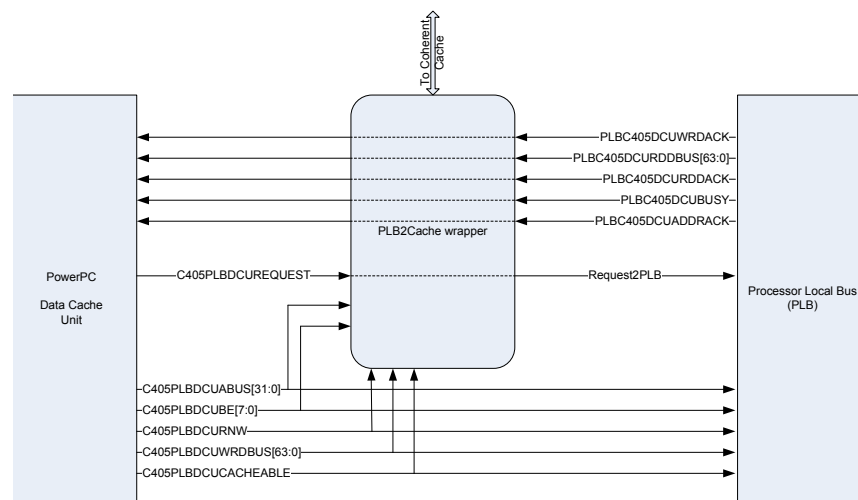 To Coherent
Cache
PLBC405DCUWRDACK
PLBC405DCURDDBUS[63:0]
PLBC405DCURDDACK
PLBC405DCUBUSY
PLBC405DCUADDRACK
PLB2Cache wrapper
PowerPC
Data Cache
Unit
C405PLBDCUREQUEST
Request2PLB
Processor Local Bus
(PLB)
C405PLBDCUABUS[31:0]
C405PLBDCUBE[7:0]
C405PLBDCURNW
C405PLBDCUWRDBUS[63:0]
C405PLBDCUCACHEABLE